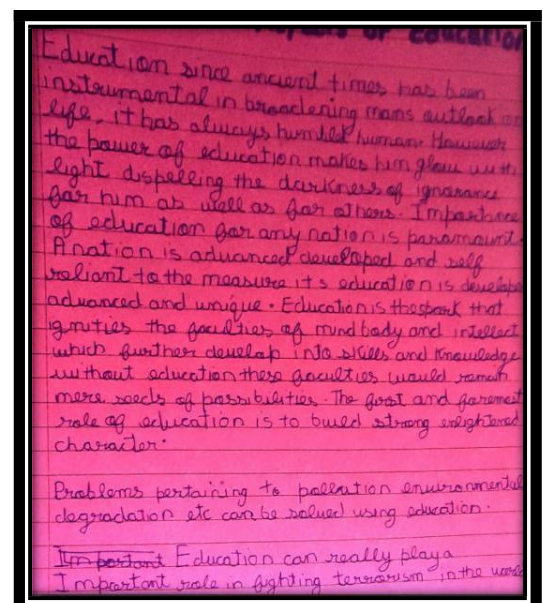 of Education
Education since ancient times has been
instrumental in broadening mans outlook on
life. it has always humbled human. However
the power of education makes him glow with
light dispelling the darkness of ignorance
for him as well as for others. Importance
of education for any nation is paramount.
A nation is advanced developed and self
reliant to the measure its education is develope
advanced and unique. Education is the spark that
ignities the faculties of mind body and intellect
which further develop into skills and knowledge
without education these faculties would remain
mere seeds of possibilities. The first and foremost
role of education is to build strong enlightened
character.
Problems pertaining to pollution environmental
degradation etc can be solved using education.
Important Education can really play a
Important role in fighting terrorism in the world